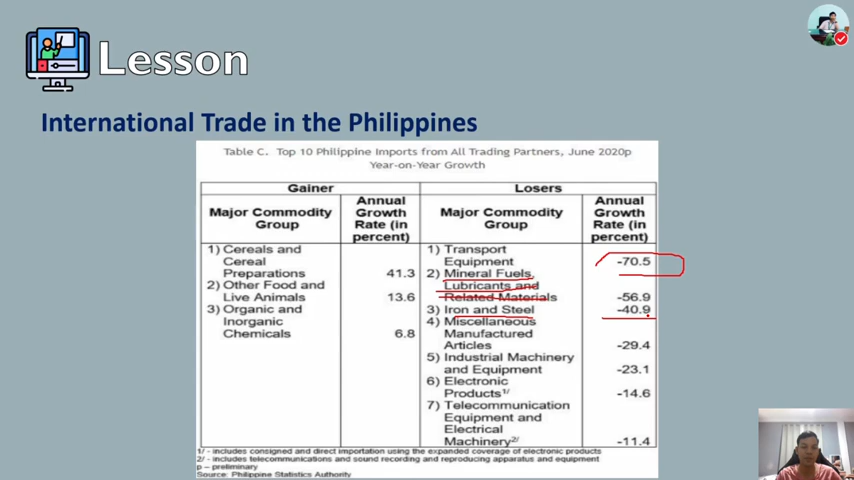 Lesson
International Trade in the Philippines
Table C. Top 10 Philippine Imports from All Trading Partners, June 2020p
Year-on-Year Growth
Gainer
Losers
Major Commodity
Group
Annual
Growth
Rate (in
percent)
Major Commodity
Group
Annual
Growth
Rate (in
percent)
1) Cereals and
Cereal
Preparations 41.3
2) Other Food and
Live Animals 13.6
3) Organic and
Inorganic
Chemicals 6.8
1) Transport
Equipment -70.5
2) Mineral Fuels,
Lubricants and
Related Materials -56.9
3) Iron and Steel -40.9
4) Miscellaneous
Manufactured
Articles -29.4
5) Industrial Machinery
and Equipment -23.1
6) Electronic
Products1/ -14.6
7) Telecommunication
Equipment and
Electrical
Machinery2/ -11.4
1/ - includes consigned and direct importation using the expanded coverage of electronic products
2/ - includes telecommunications and sound recording and reproducing apparatus and equipment
p – preliminary
Source: Philippine Statistics Authority